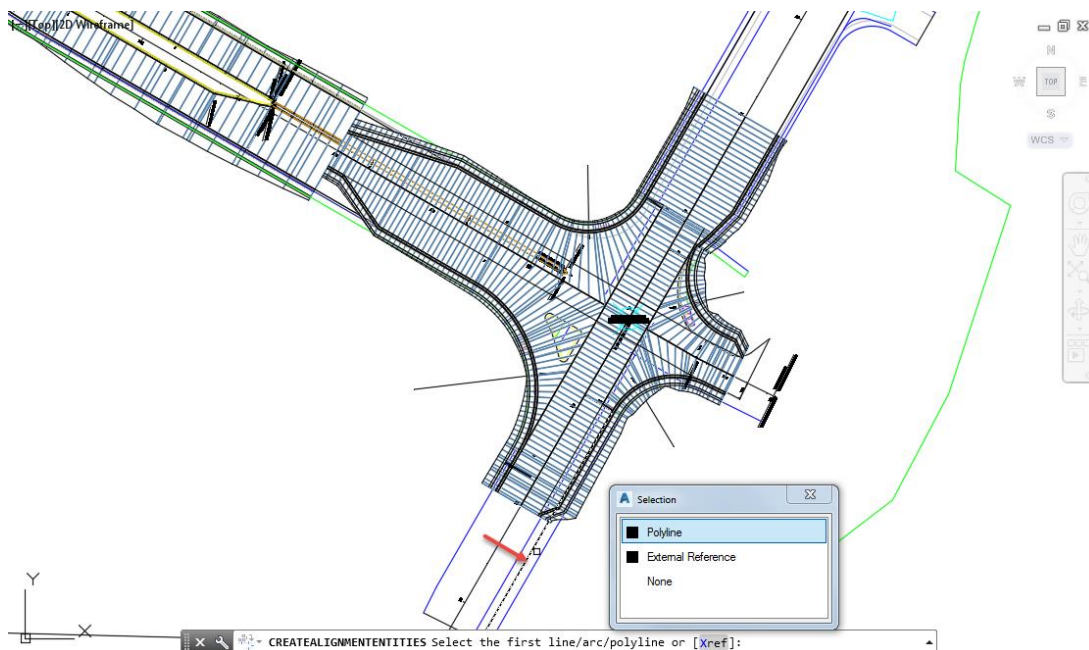 [−][Top][2D Wireframe]
N
W
TOP
E
S
WCS
Selection
Polyline
External Reference
None
Y
X
CREATEALIGNMENTENTITIES Select the first line/arc/polyline or [Xref]: